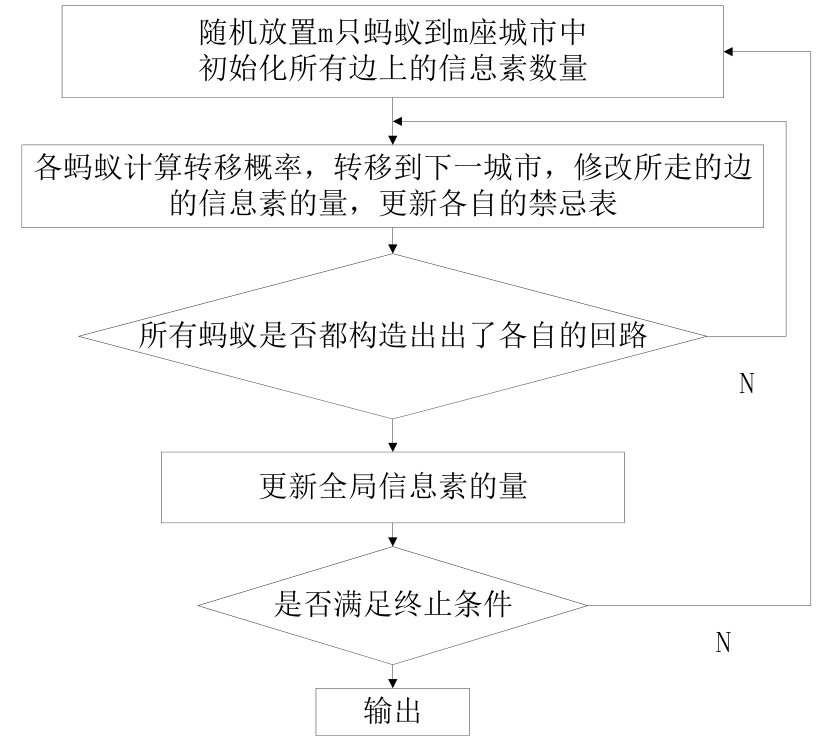 随机放置m只蚂蚁到m座城市中
初始化所有边上的信息素数量
各蚂蚁计算转移概率，转移到下一城市，修改所走的边
的信息素的量，更新各自的禁忌表
所有蚂蚁是否都构造出出了各自的回路
N
更新全局信息素的量
是否满足终止条件
N
输出